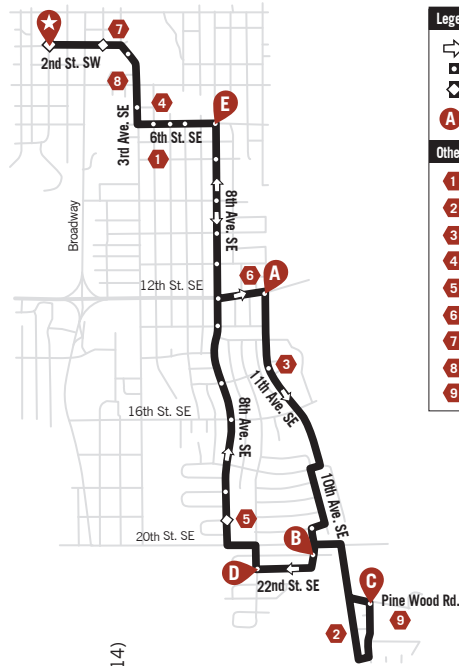 7
2nd St. SW
8
4
E
3rd Ave. SE
6th St. SE
1
Broadway
8th Ave. SE
6
A
12th St. SE
3
11th Ave. SE
16th St. SE
8th Ave. SE
10th Ave. SE
5
20th St. SE
B
D
22nd St. SE
C
Pine Wood Rd.
9
2
14)
Lege
A
Othe
1
2
3
4
5
6
7
8
9